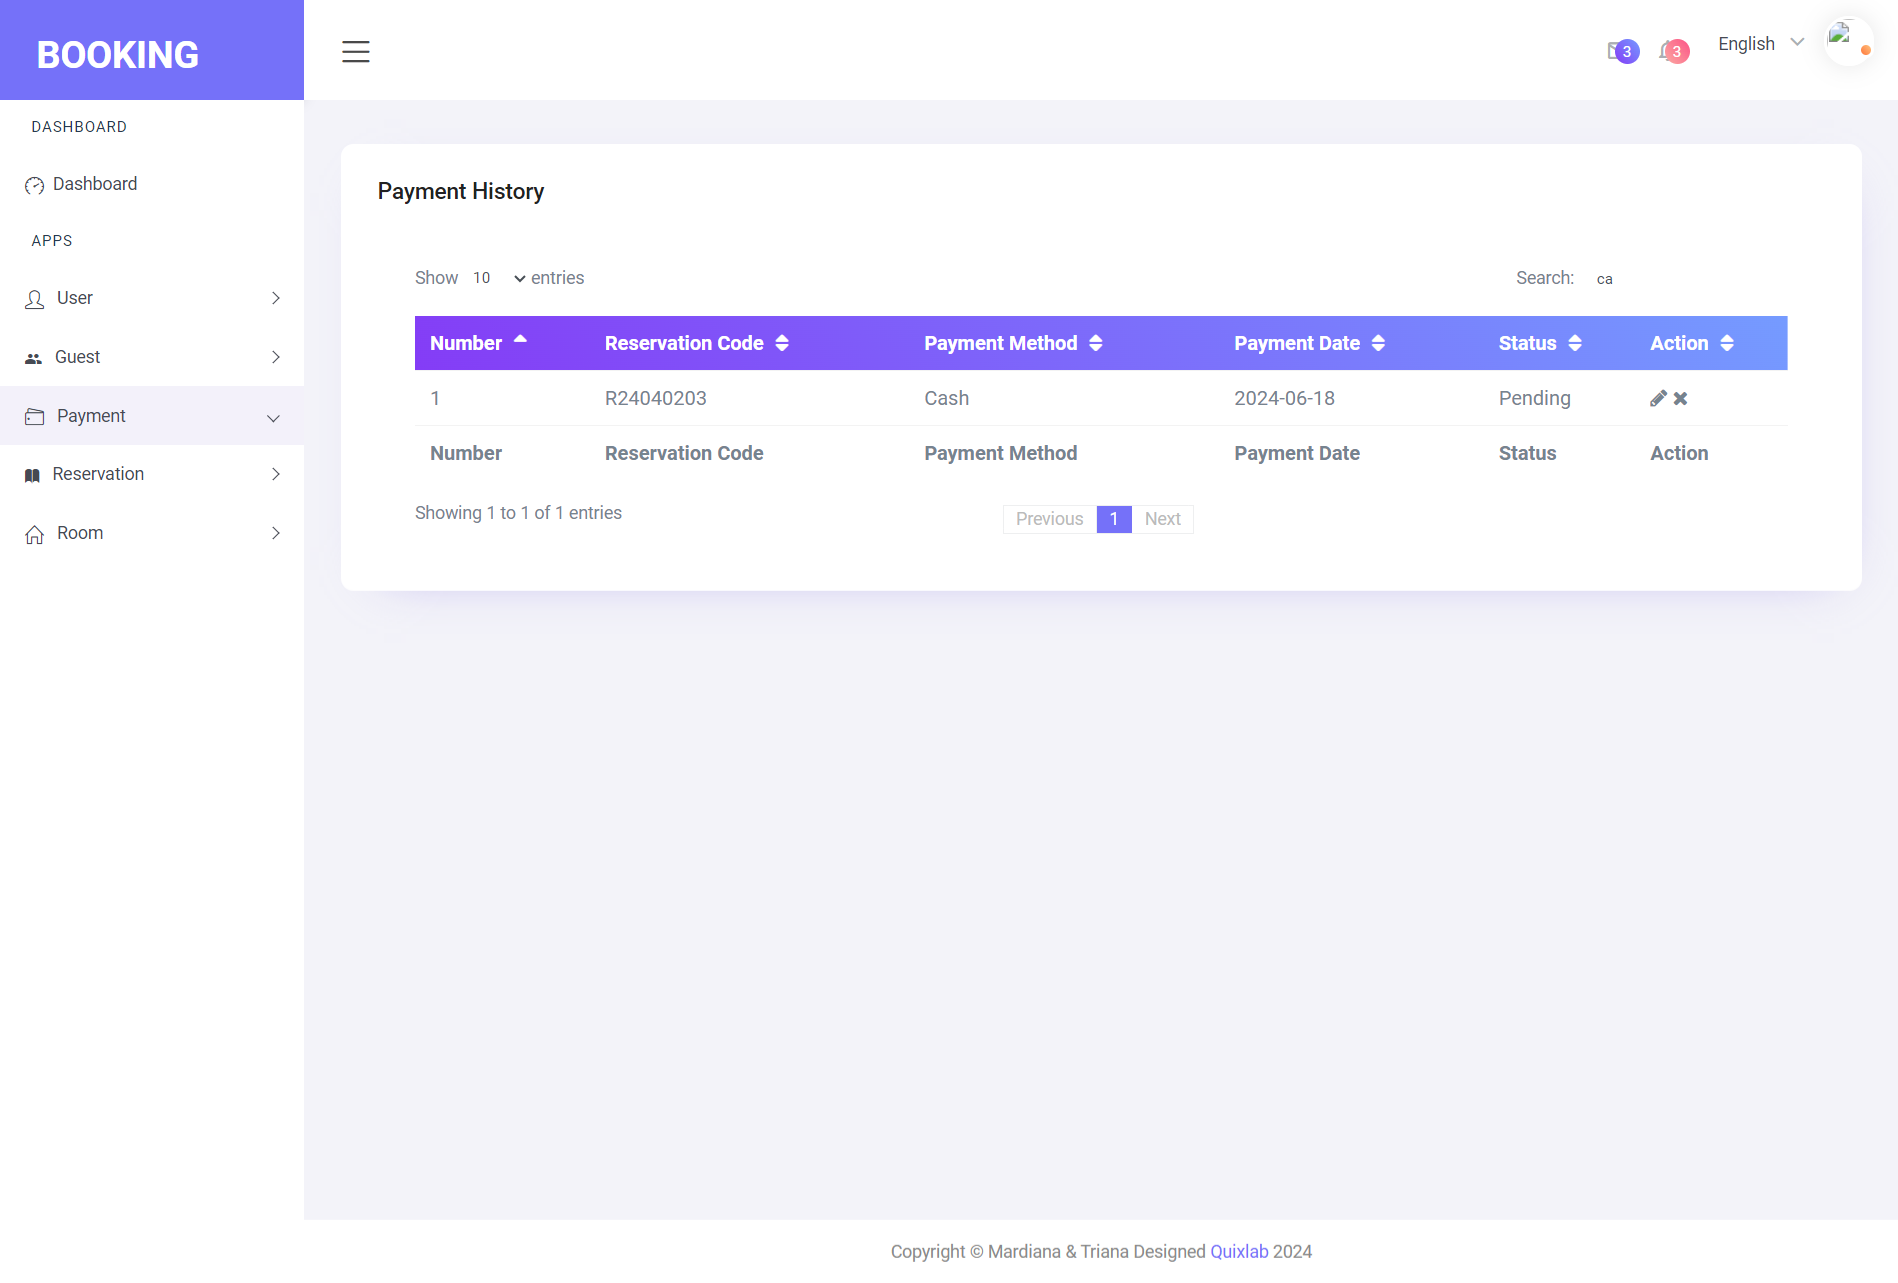 BOOKING
3
3
English
DASHBOARD
Dashboard
APPS
User
Guest
Payment
Reservation
Room
Payment History
Show 10 entries
Search: ca
Number Reservation Code Payment Method Payment Date Status Action
1 R24040203 Cash 2024-06-18 Pending
Number Reservation Code Payment Method Payment Date Status Action
Showing 1 to 1 of 1 entries
Previous 1 Next
Copyright © Mardiana & Triana Designed Quixlab 2024